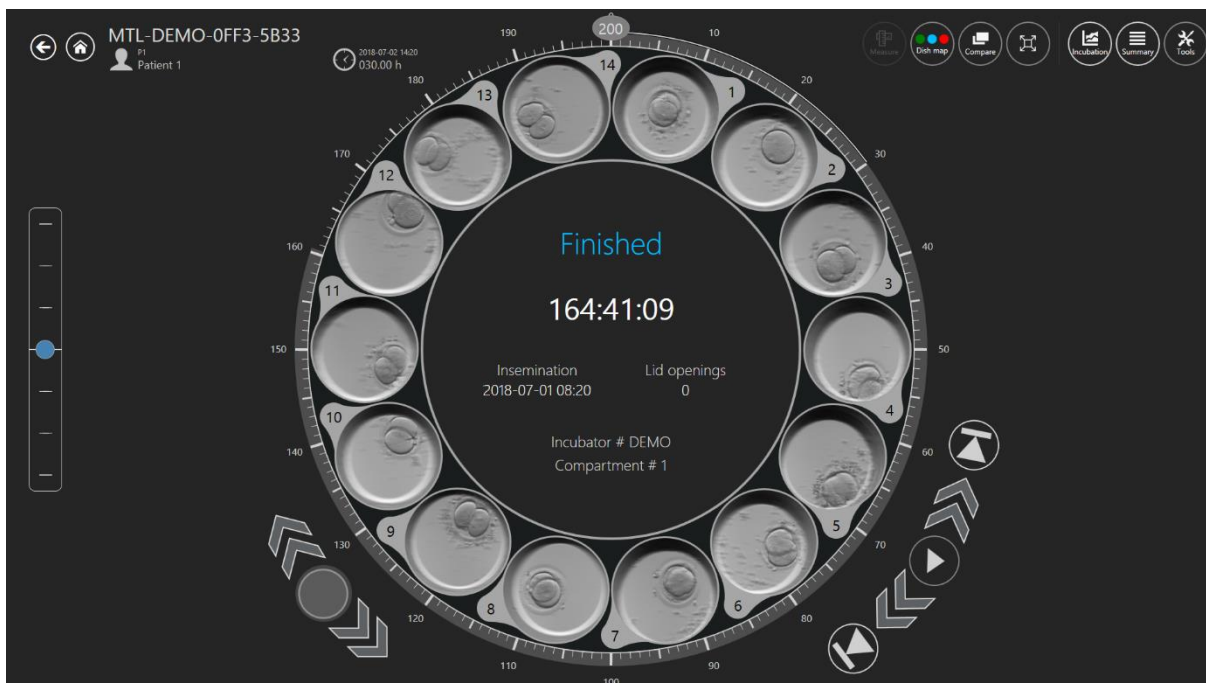 MTL-DEMO-0FF3-5B33
P1
Patient 1
2018-07-02 14:20
030.00 h
Measure
Dish map
Compare
Incubation
Summary
Tools
200
10
20
30
40
50
60
70
80
90
100
110
120
130
140
150
160
170
180
190
1
2
3
4
5
6
7
8
9
10
11
12
13
14
Finished
164:41:09
Insemination
2018-07-01 08:20
Lid openings
0
Incubator # DEMO
Compartment # 1